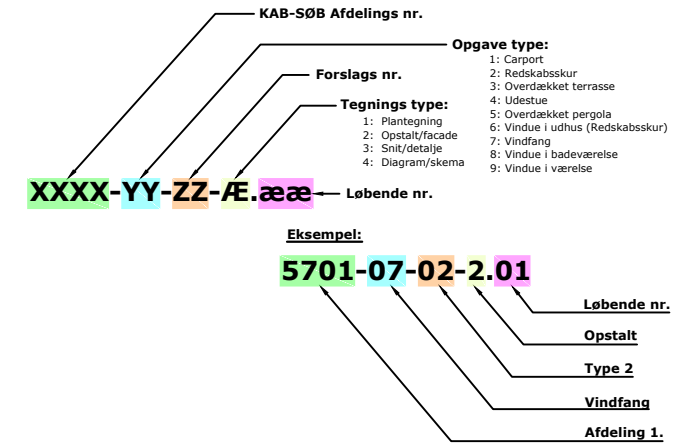 KAB-SØB Afdelings nr.
Opgave type:
1: Carport
2: Redskabsskur
3: Overdækket terrasse
4: Udestue
5: Overdækket pergola
6: Vindue i udhus (Redskabsskur)
7: Vindfang
8: Vindue i badeværelse
9: Vindue i værelse
Forslags nr.
Tegnings type:
1: Plantegning
2: Opstalt/facade
3: Snit/detalje
4: Diagram/skema
XXXX-YY-ZZ-Æ.ææ
Løbende nr.
Eksempel:
5701-07-02-2.01
Løbende nr.
Opstalt
Type 2
Vindfang
Afdeling 1.